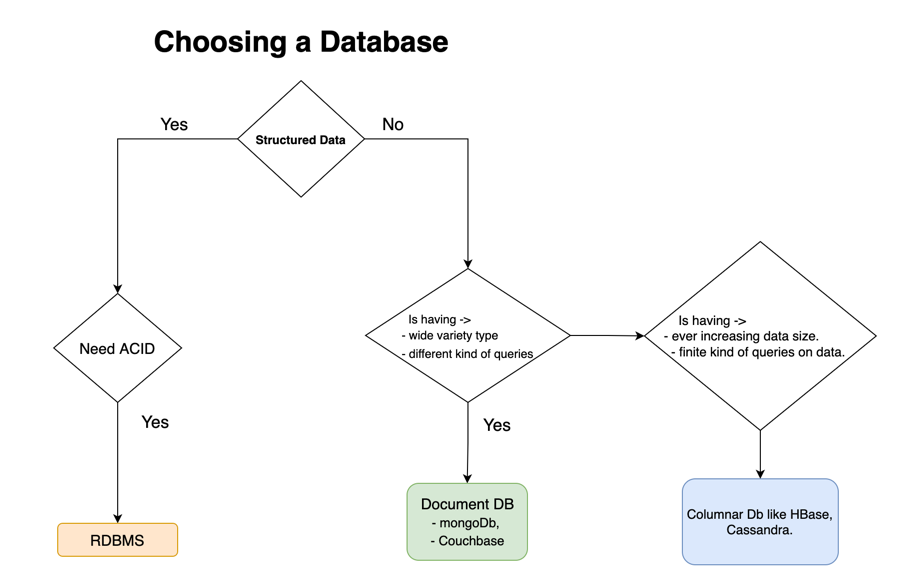 Choosing a Database
Yes
Structured Data
No
Need ACID
Yes
RDBMS
Is having ->
- wide variety type
- different kind of queries
Yes
Document DB
- mongoDb,
- Couchbase
Is having ->
- ever increasing data size.
- finite kind of queries on data.
Columnar Db like HBase,
Cassandra.